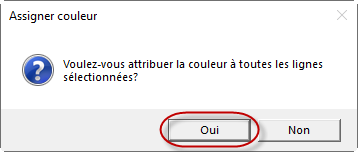 Assigner couleur
Voulez-vous attribuer la couleur à toutes les lignes
sélectionnées?
Oui
Non